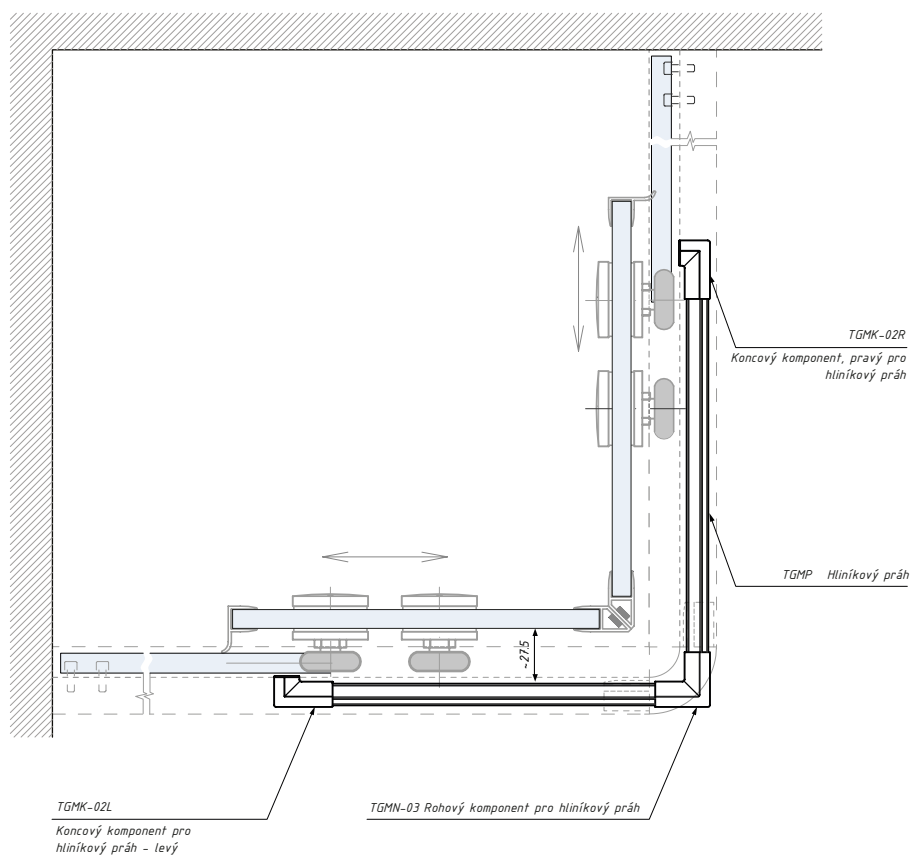 TGMK-02R
Koncový komponent, pravý pro
hliníkový práh
TGMP Hliníkový práh
~27.5
TGMK-02L
Koncový komponent pro
hliníkový práh - levý
TGMN-03 Rohový komponent pro hliníkový práh